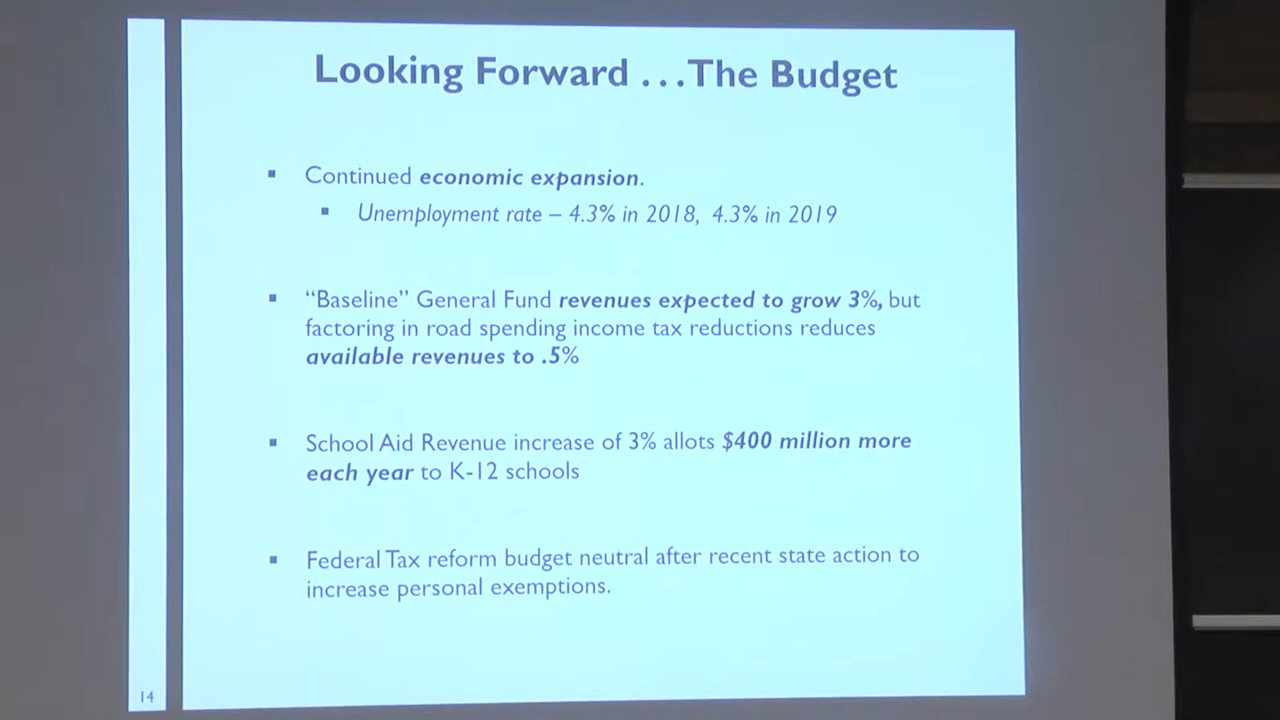 Looking Forward . . .The Budget
▪ Continued economic expansion.
▪ Unemployment rate – 4.3% in 2018, 4.3% in 2019
▪ “Baseline” General Fund revenues expected to grow 3%, but
factoring in road spending income tax reductions reduces
available revenues to .5%
▪ School Aid Revenue increase of 3% allots $400 million more
each year to K-12 schools
▪ Federal Tax reform budget neutral after recent state action to
increase personal exemptions.
14